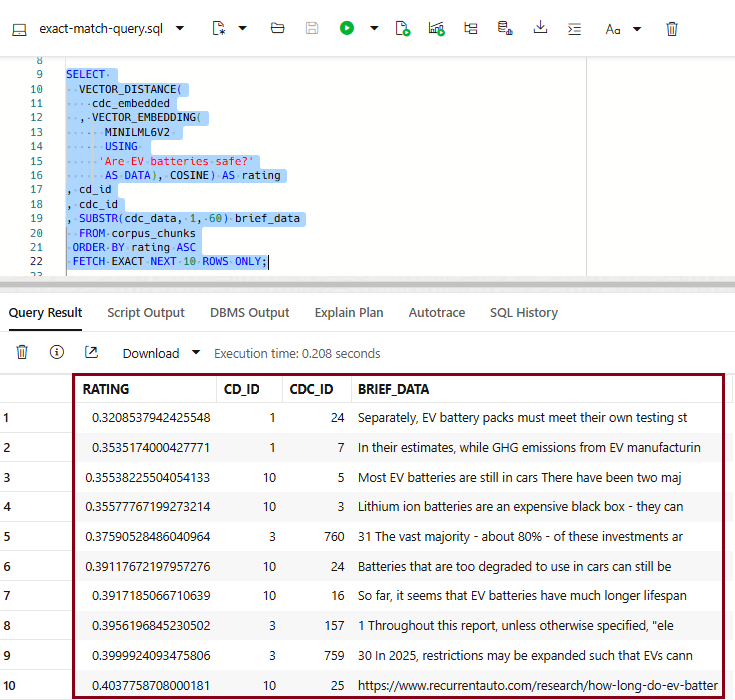 exact-match-query.sql
Aa
8
9 SELECT
10 VECTOR_DISTANCE(
11 cdc_embedded
12 , VECTOR_EMBEDDING(
13 MINILML6V2
14 USING
15 'Are EV batteries safe?'
16 AS DATA), COSINE) AS rating
17 , cd_id
18 , cdc_id
19 , SUBSTR(cdc_data, 1, 60) brief_data
20 FROM corpus_chunks
21 ORDER BY rating ASC
22 FETCH EXACT NEXT 10 ROWS ONLY;
23
Query Result Script Output DBMS Output Explain Plan Autotrace SQL History
Download Execution time: 0.208 seconds
RATING CD_ID CDC_ID BRIEF_DATA
1 0.3208537942425548 1 24 Separately, EV battery packs must meet their own testing st
2 0.3535174000427771 1 7 In their estimates, while GHG emissions from EV manufacturin
3 0.35538225504054133 10 5 Most EV batteries are still in cars There have been two maj
4 0.35577767199273214 10 3 Lithium ion batteries are an expensive black box - they can
5 0.37590528486040964 3 760 31 The vast majority - about 80% - of these investments ar
6 0.39117672197957276 10 24 Batteries that are too degraded to use in cars can still be
7 0.3917185066710639 10 16 So far, it seems that EV batteries have much longer lifespan
8 0.3956196845230502 3 157 1 Throughout this report, unless otherwise specified, "ele
9 0.3999924093475806 3 759 30 In 2025, restrictions may be expanded such that EVs cann
10 0.4037758708000181 10 25 https://www.recurrentauto.com/research/how-long-do-ev-batter